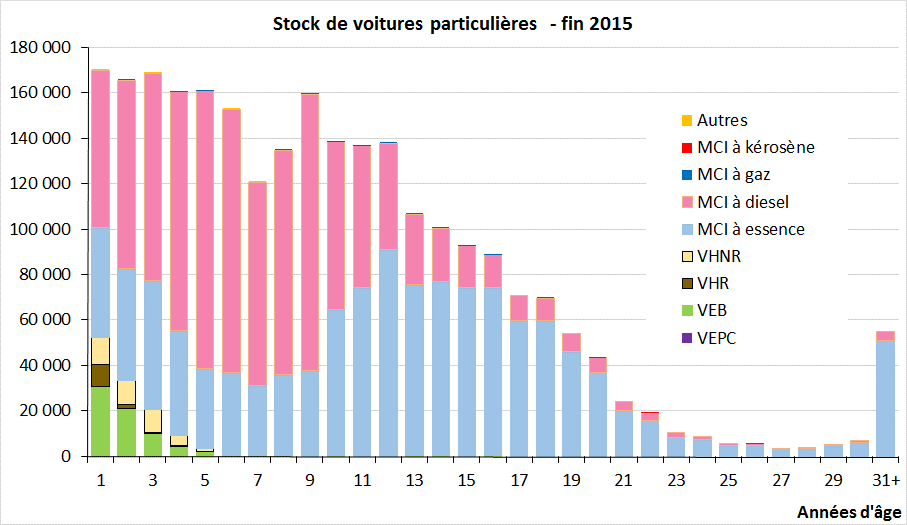 Stock de voitures particulières - fin 2015
180 000
160 000
140 000
120 000
100 000
80 000
60 000
40 000
20 000
0
Autres
MCI à kérosène
MCI à gaz
MCI à diesel
MCI à essence
VHNR
VHR
VEB
VEPC
1 3 5 7 9 11 13 15 17 19 21 23 25 27 29 31+
Années d'âge